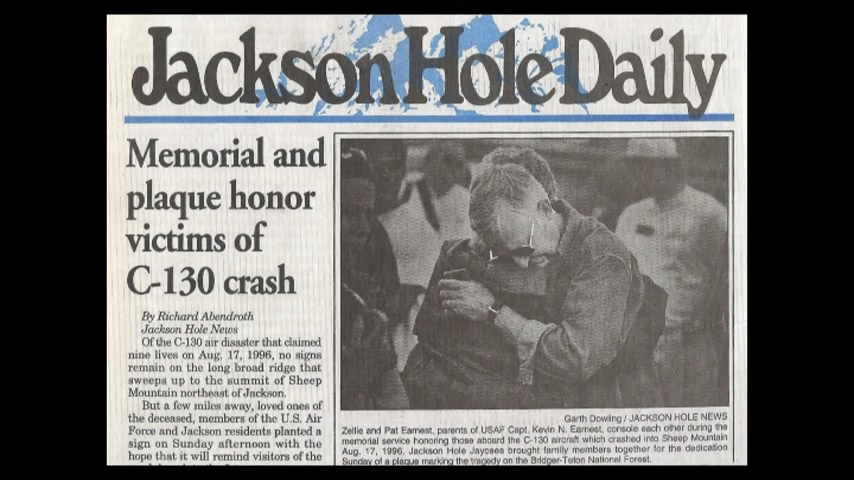 Jackson Hole Daily
Memorial and
plaque honor
victims of
C-130 crash
By Richard Abendroth
Jackson Hole News
Of the C-130 air disaster that claimed
nine lives on Aug. 17, 1996, no signs
remain on the long broad ridge that
sweeps up to the summit of Sheep
Mountain northeast of Jackson.
But a few miles away, loved ones of
the deceased, members of the U.S. Air
Force and Jackson residents planted a
sign on Sunday afternoon with the
hope that it will remind visitors of the
Garth Dowling / JACKSON HOLE NEWS
Zellie and Pat Earnest, parents of USAF Capt. Kevin N. Earnest, console each other during the
memorial service honoring those aboard the C-130 aircraft which crashed into Sheep Mountain
Aug. 17, 1996. Jackson Hole Jaycees brought family members together for the dedication
Sunday of a plaque marking the tragedy on the Bridger-Teton National Forest.